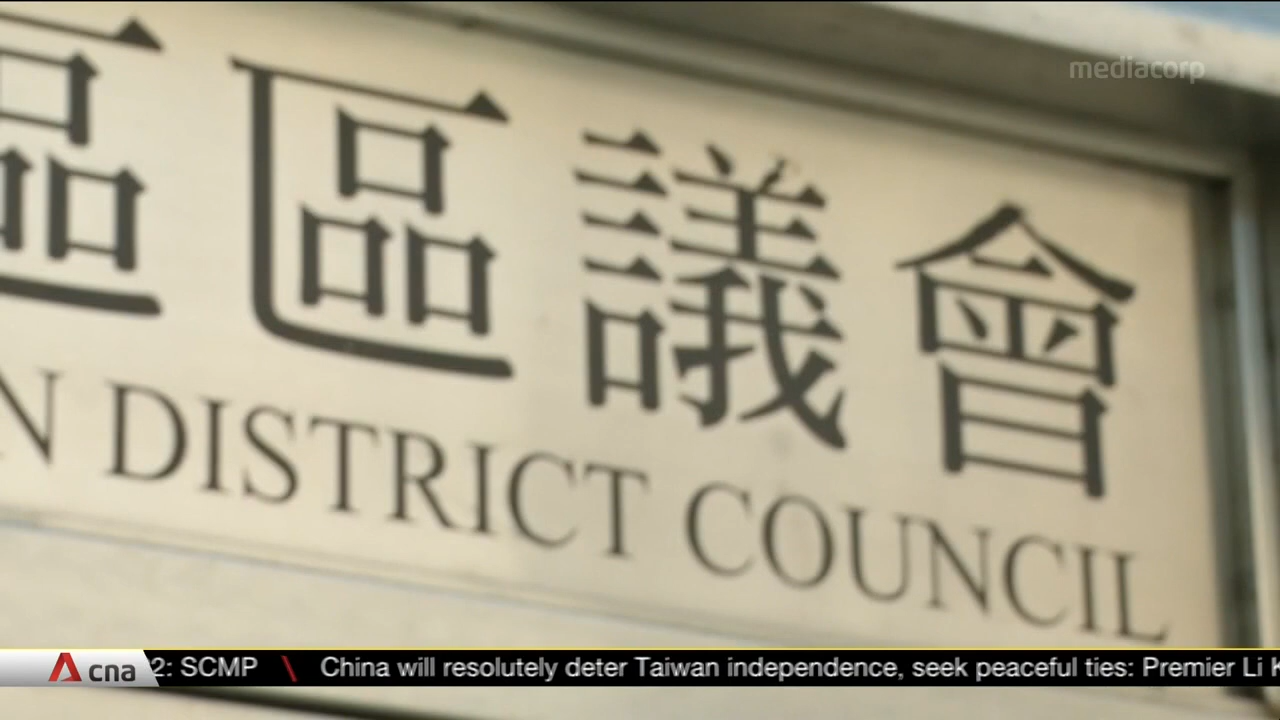 mediacorp
區區議會
N DISTRICT COUNCIL
cna 2: SCMP \ China will resolutely deter Taiwan independence, seek peaceful ties: Premier Li K